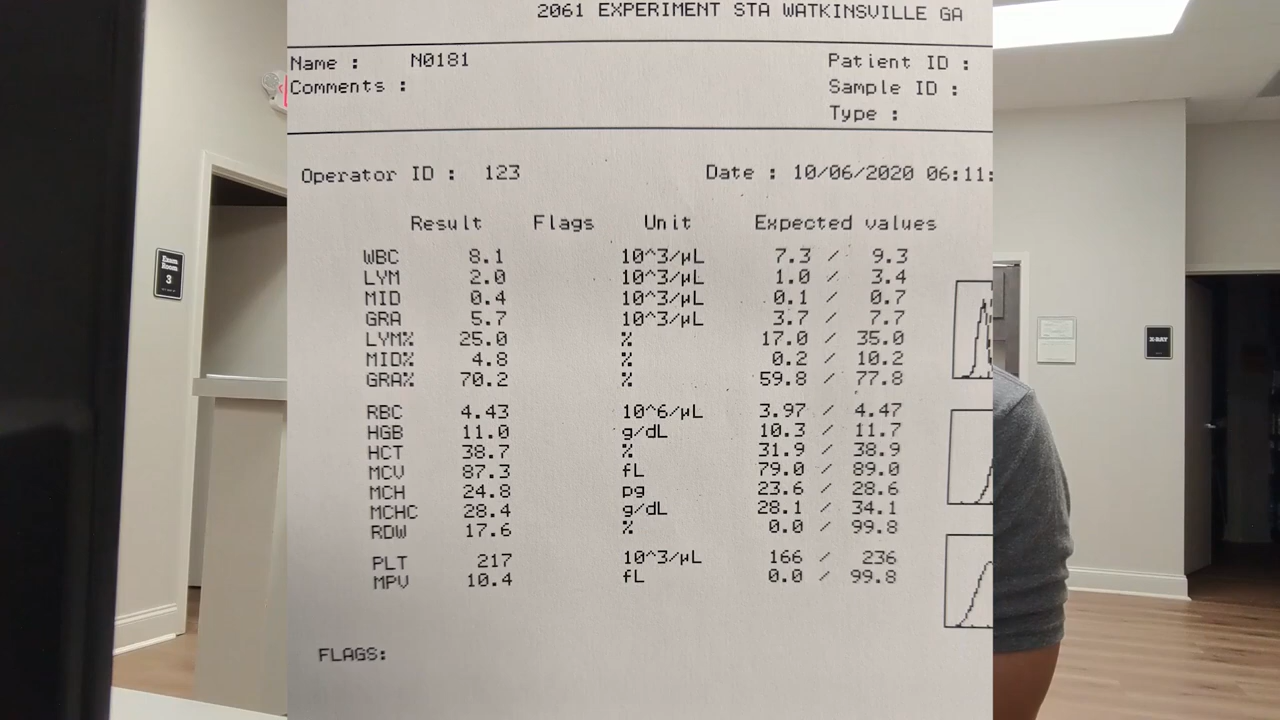 2061 EXPERIMENT STA WATKINSVILLE GA
Name : N0181 Patient ID :
Comments : Sample ID :
Type :
Operator ID : 123 Date : 10/06/2020 06:11:
Result Flags Unit Expected values
WBC 8.1 10^3/µL 7.3 / 9.3
LYM 2.0 10^3/µL 1.0 / 3.4
MID 0.4 10^3/µL 0.1 / 0.7
GRA 5.7 10^3/µL 3.7 / 7.7
LYM% 25.0 % 17.0 / 35.0
MID% 4.8 % 0.2 / 10.2
GRA% 70.2 % 59.8 / 77.8
RBC 4.43 10^6/µL 3.97 / 4.47
HGB 11.0 g/dL 10.3 / 11.7
HCT 38.7 % 31.9 / 38.9
MCV 87.3 fL 79.0 / 89.0
MCH 24.8 pg 23.6 / 28.6
MCHC 28.4 g/dL 28.1 / 34.1
RDW 17.6 % 0.0 / 99.8
PLT 217 10^3/µL 166 / 236
MPV 10.4 fL 0.0 / 99.8
FLAGS:
Exam
Room
3
X-RAY